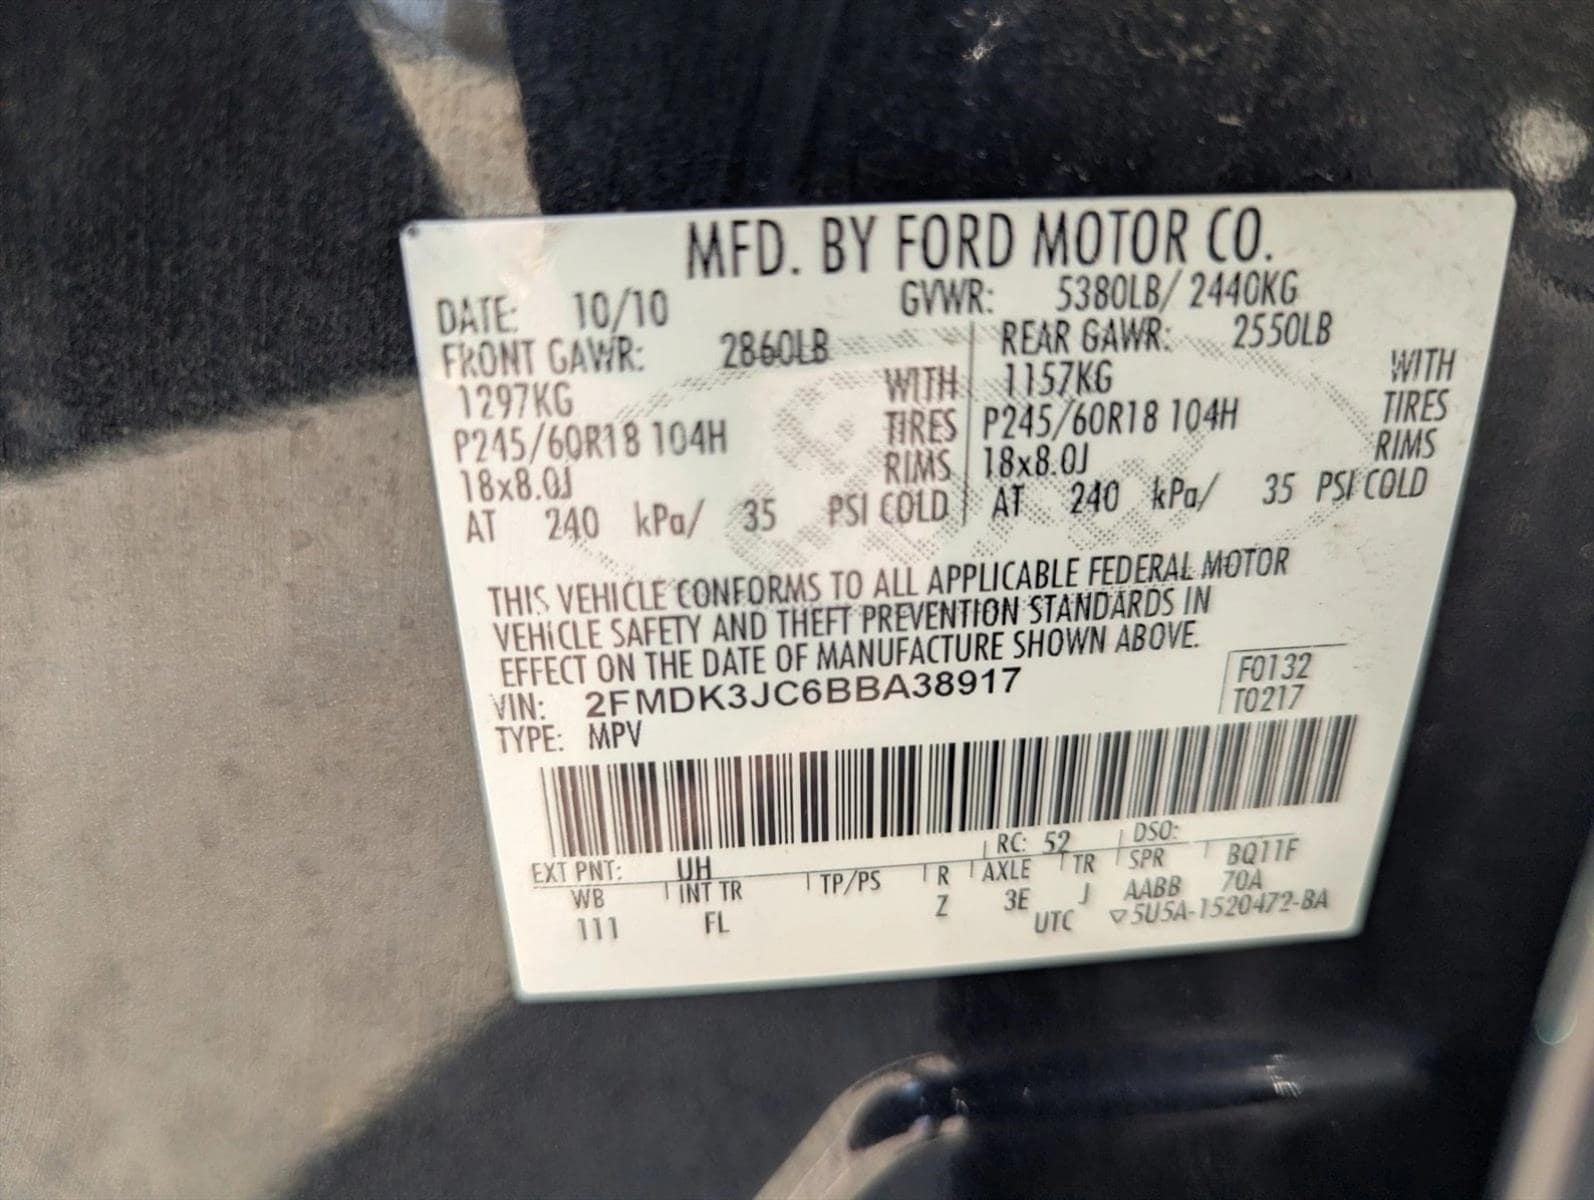 MFD. BY FORD MOTOR CO.
DATE: 10/10 GVWR: 5380LB/ 2440KG
FRONT GAWR: 2860LB REAR GAWR: 2550LB
1297KG WITH 1157KG WITH
P245/60R18 104H TIRES P245/60R18 104H TIRES
18x8.0J RIMS 18x8.0J RIMS
AT 240 kPa/ 35 PSI COLD AT 240 kPa/ 35 PSI COLD
THIS VEHICLE CONFORMS TO ALL APPLICABLE FEDERAL MOTOR
VEHICLE SAFETY AND THEFT PREVENTION STANDARDS IN
EFFECT ON THE DATE OF MANUFACTURE SHOWN ABOVE.
VIN: 2FMDK3JC6BBA38917 F0132
TYPE: MPV T0217
EXT PNT: UH RC: 52 DSO:
WB INT TR TP/PS R AXLE TR SPR BQ11F
111 FL Z 3E J AABB 70A
UTC ▽5U5A-1520472-BA